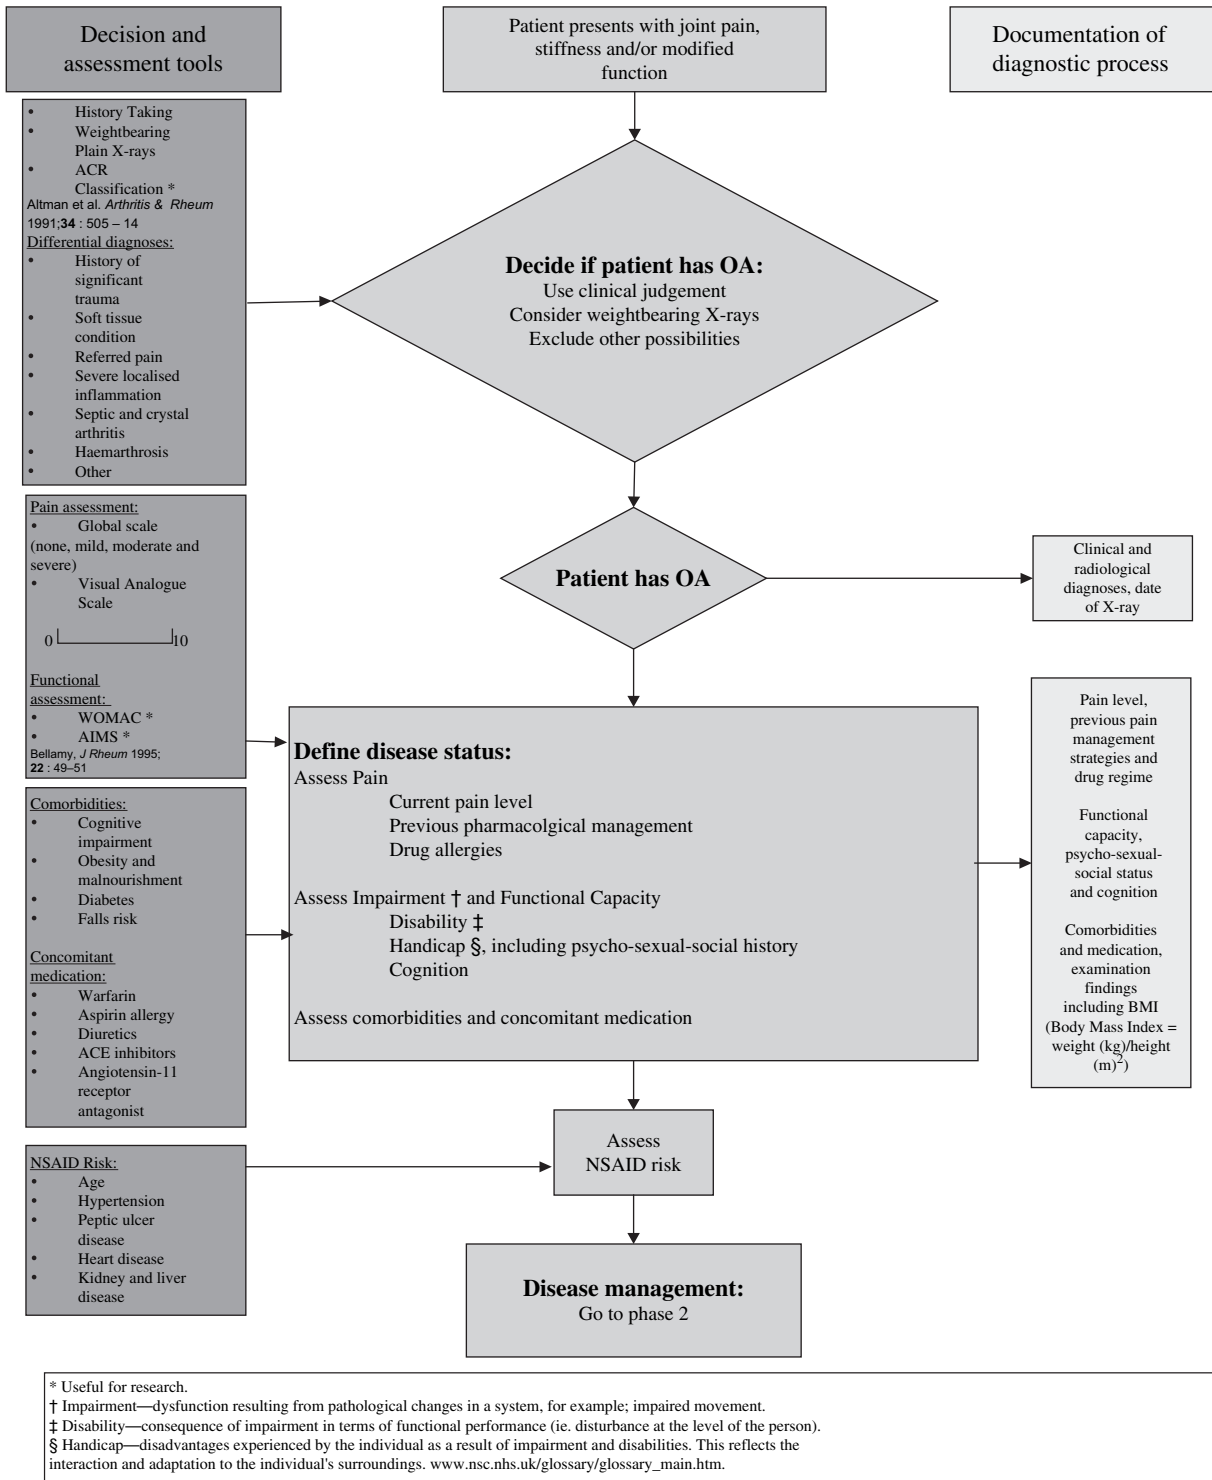 Decision and
assessment tools
Patient presents with joint pain,
stiffness and/or modified
function
Documentation of
diagnostic process
• History Taking
• Weightbearing
Plain X-rays
• ACR
Classification *
Altman et al. Arthritis & Rheum
1991;34 : 505 – 14
Differential diagnoses:
• History of
significant
trauma
• Soft tissue
condition
• Referred pain
• Severe localised
inflammation
• Septic and crystal
arthritis
• Haemarthrosis
• Other
Decide if patient has OA:
Use clinical judgement
Consider weightbearing X-rays
Exclude other possibilities
Pain assessment:
• Global scale
(none, mild, moderate and
severe)
• Visual Analogue
Scale
0 10
Functional
assessment:
• WOMAC *
• AIMS *
Bellamy, J Rheum 1995;
22 : 49–51
Patient has OA
Clinical and
radiological
diagnoses, date
of X-ray
Comorbidities:
• Cognitive
impairment
• Obesity and
malnourishment
• Diabetes
• Falls risk
Concomitant
medication:
• Warfarin
• Aspirin allergy
• Diuretics
• ACE inhibitors
• Angiotensin-11
receptor
antagonist
Define disease status:
Assess Pain
Current pain level
Previous pharmacolgical management
Drug allergies
Assess Impairment † and Functional Capacity
Disability ‡
Handicap §, including psycho-sexual-social history
Cognition
Assess comorbidities and concomitant medication
Pain level,
previous pain
management
strategies and
drug regime
Functional
capacity,
psycho-sexual-
social status
and cognition
Comorbidities
and medication,
examination
findings
including BMI
(Body Mass Index =
weight (kg)/height
(m)2)
NSAID Risk:
• Age
• Hypertension
• Peptic ulcer
disease
• Heart disease
• Kidney and liver
disease
Assess
NSAID risk
Disease management:
Go to phase 2
* Useful for research.
† Impairment—dysfunction resulting from pathological changes in a system, for example; impaired movement.
‡ Disability—consequence of impairment in terms of functional performance (ie. disturbance at the level of the person).
§ Handicap—disadvantages experienced by the individual as a result of impairment and disabilities. This reflects the
interaction and adaptation to the individual's surroundings. www.nsc.nhs.uk/glossary/glossary_main.htm.